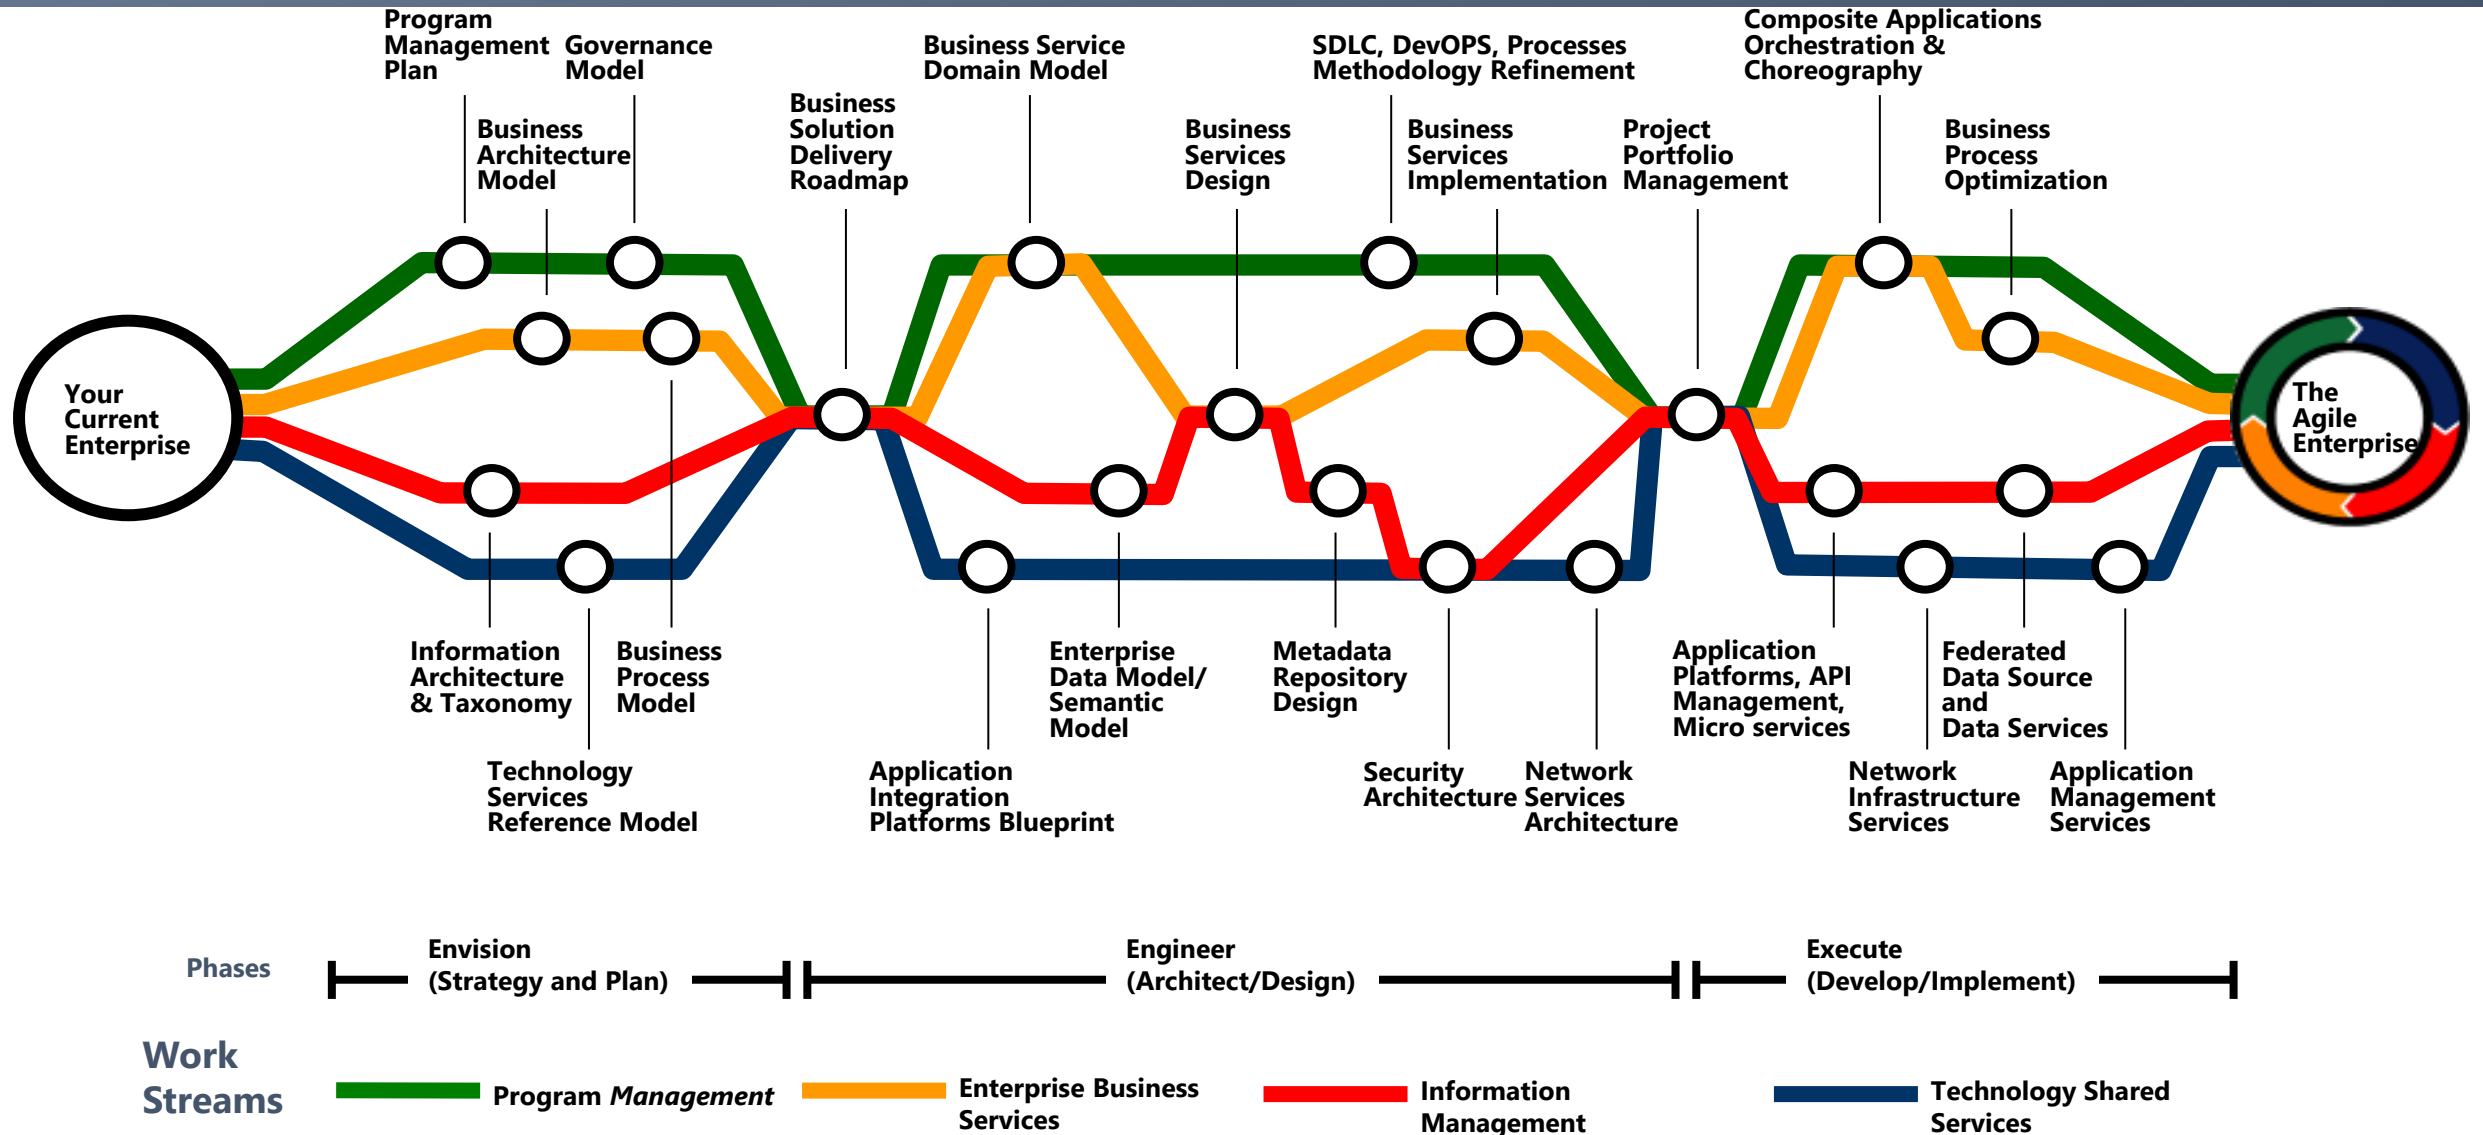 Program
Management
Plan
Governance
Model
Business Service
Domain Model
SDLC, DevOPS, Processes
Methodology Refinement
Composite Applications
Orchestration &
Choreography
Business
Architecture
Model
Business
Solution
Delivery
Roadmap
Business
Services
Design
Business
Services
Implementation
Project
Portfolio
Management
Business
Process
Optimization
Your
Current
Enterprise
The
Agile
Enterprise
Information
Architecture
& Taxonomy
Business
Process
Model
Enterprise
Data Model/
Semantic
Model
Metadata
Repository
Design
Application
Platforms, API
Management,
Micro services
Federated
Data Source
and
Data Services
Technology
Services
Reference Model
Application
Integration
Platforms Blueprint
Security
Architecture
Network
Services
Architecture
Network
Infrastructure
Services
Application
Management
Services
Phases
Envision
(Strategy and Plan)
Engineer
(Architect/Design)
Execute
(Develop/Implement)
Work
Streams
Program Management
Enterprise Business
Services
Information
Management
Technology Shared
Services